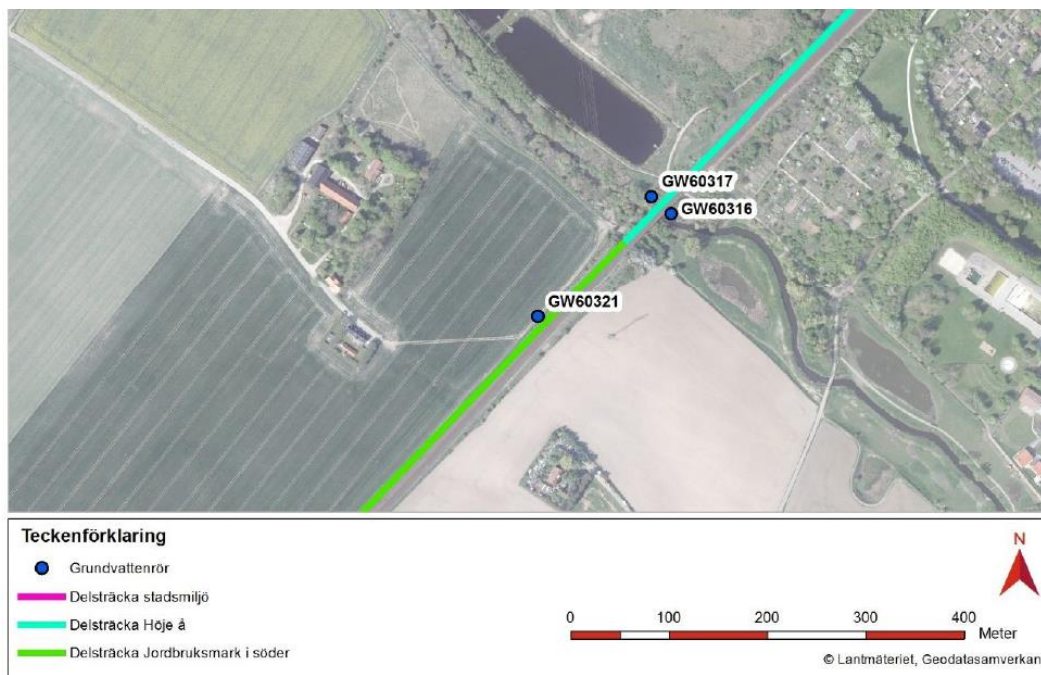 GW60317
GW60316
GW60321
Teckenförklaring
Grundvattenrör
Delsträcka stadsmiljö
Delsträcka Höje å
Delsträcka Jordbruksmark i söder
N
0 100 200 300 400
Meter
© Lantmäteriet, Geodatasamverkan